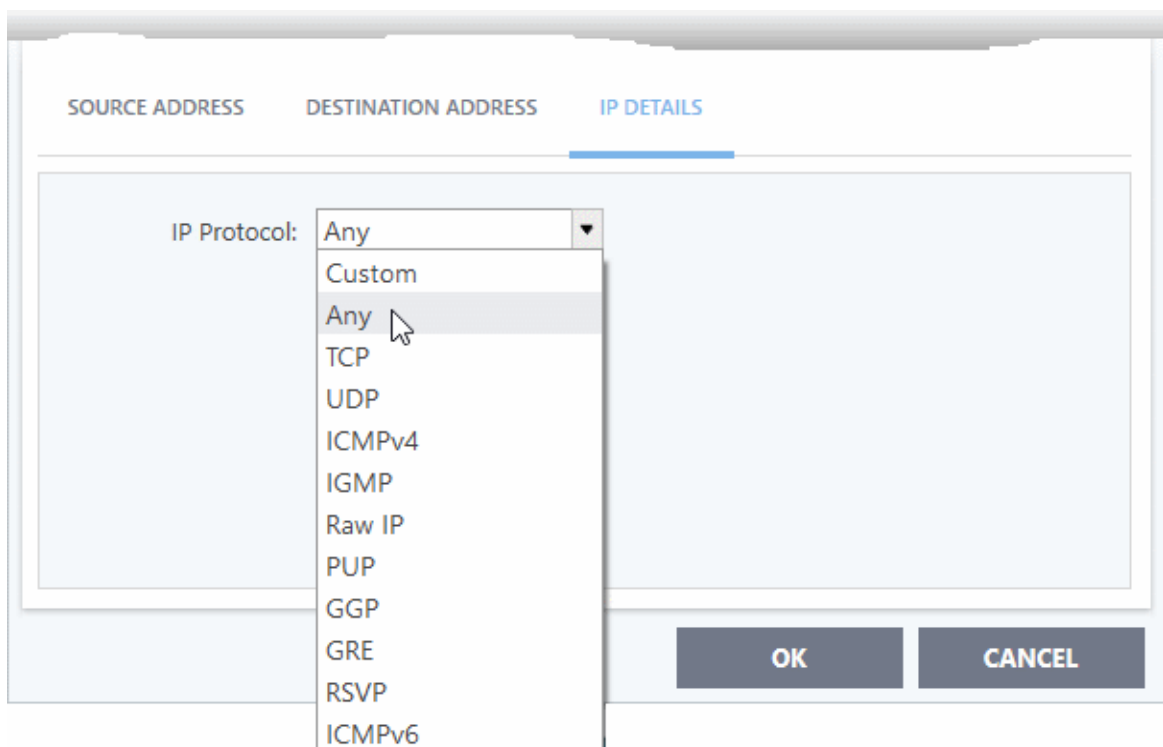 SOURCE ADDRESS DESTINATION ADDRESS IP DETAILS
IP Protocol: Any
Custom
Any
TCP
UDP
ICMPv4
IGMP
Raw IP
PUP
GGP
GRE
RSVP
ICMPv6
OK CANCEL